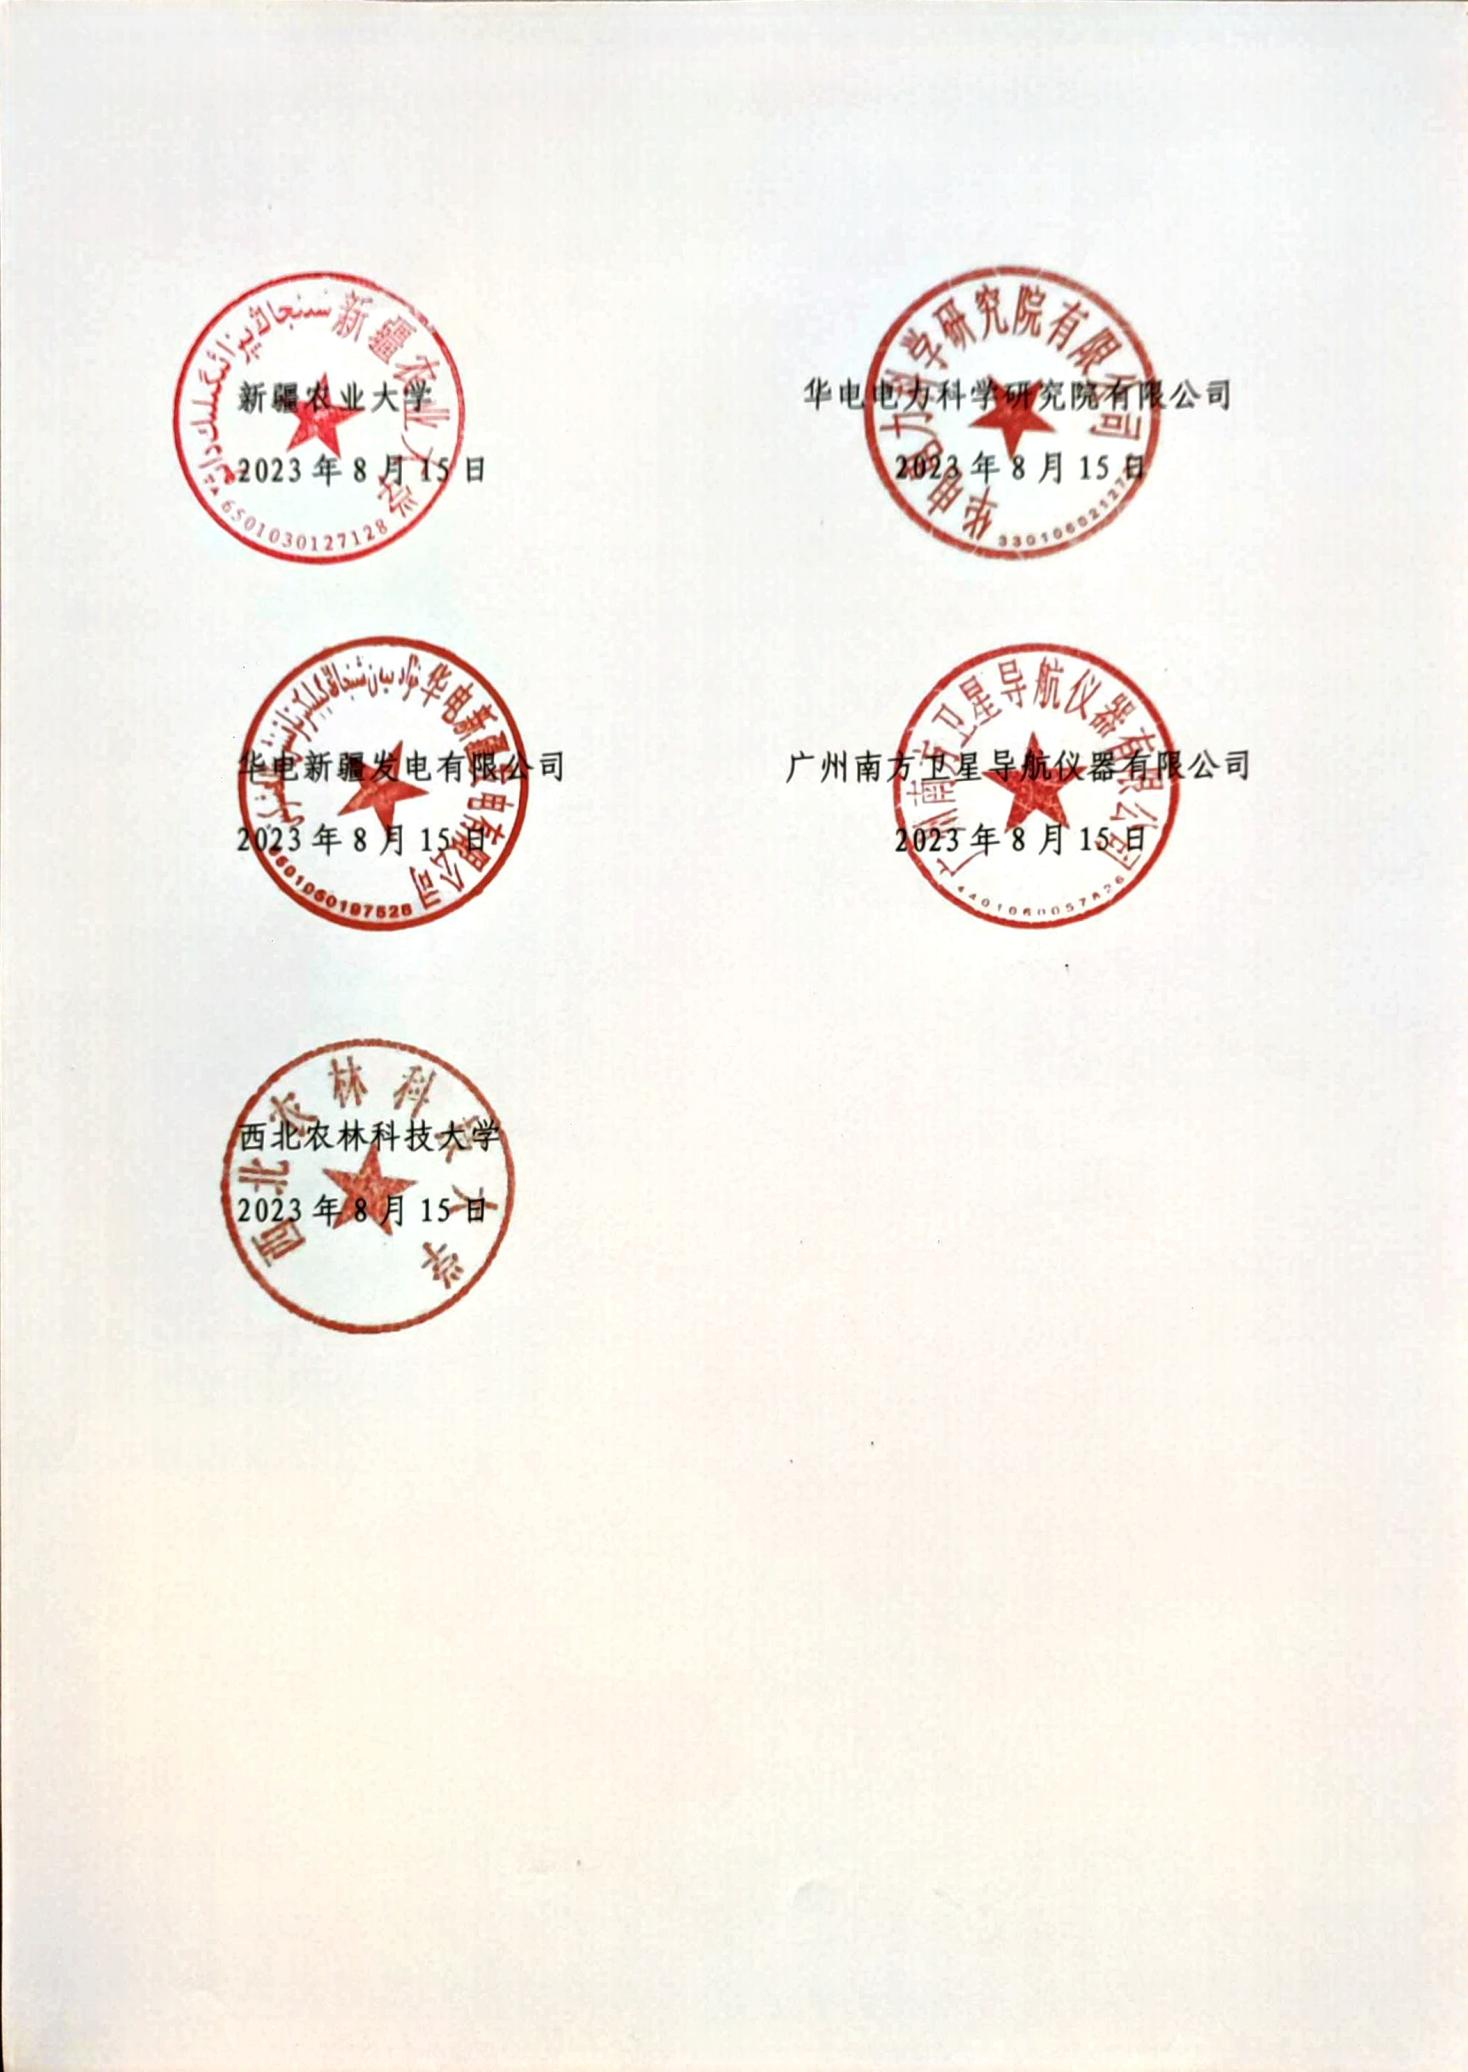 新疆农业大学
2023年8月15日
新疆农业大学
6501030127128
华电电力科学研究院有限公司
2023年8月15日
华电电力科学研究院有限公司
华电新疆发电有限公司
2023年8月15日
华电新疆发电有限公司
广州南方卫星导航仪器有限公司
2023年8月15日
广州南方卫星导航仪器有限公司
西北农林科技大学
2023年8月15日
西北农林科技大学